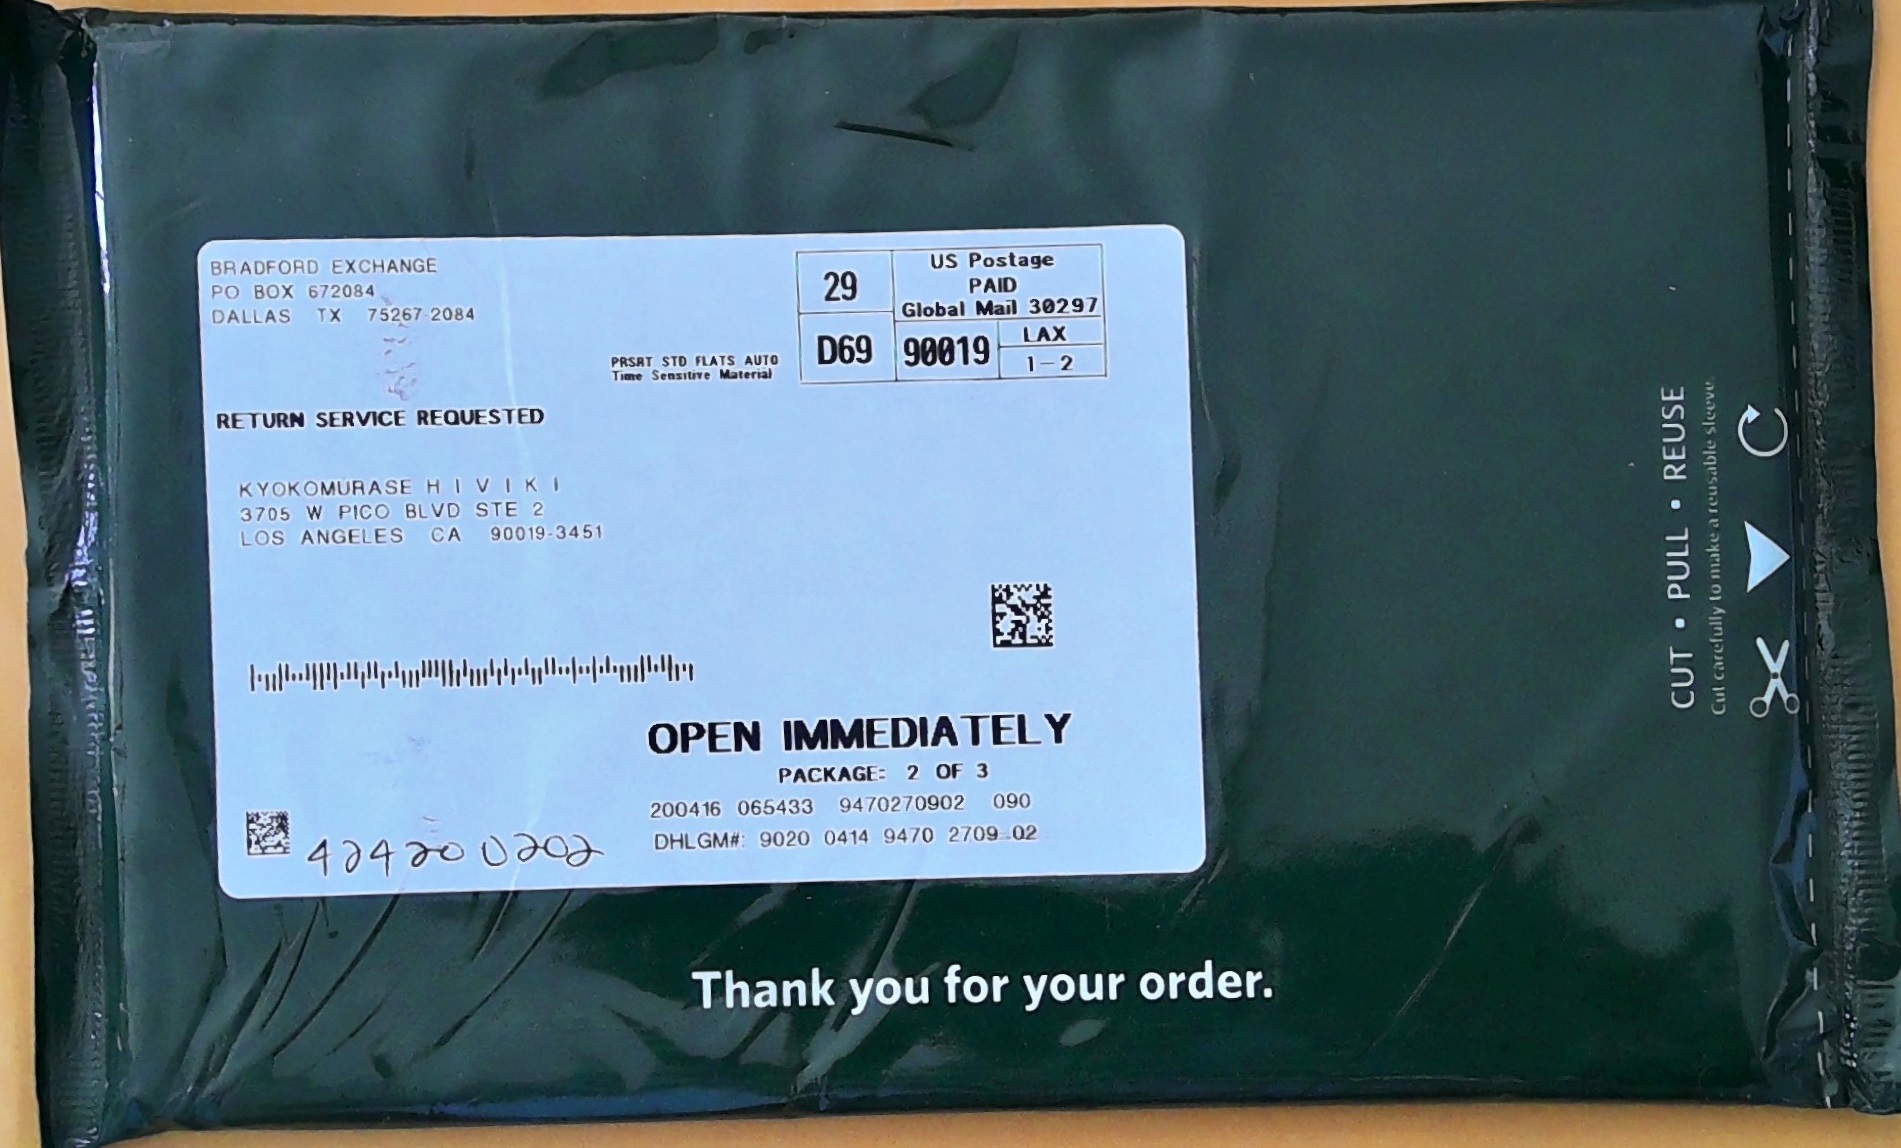 BRADFORD EXCHANGE
PO BOX 672084
DALLAS TX 75267-2084
29
US Postage
PAID
Global Mail 30297
D69
90019
LAX
1-2
PRSRT STD FLATS AUTO
Time Sensitive Material
RETURN SERVICE REQUESTED
KYOKOMURASE H I V I K I
3705 W PICO BLVD STE 2
LOS ANGELES CA 90019-3451
OPEN IMMEDIATELY
PACKAGE: 2 OF 3
200416 065433 9470270902 090
DHLGM#: 9020 0414 9470 2709 02
Thank you for your order.
CUT • PULL • REUSE
Cut carefully to make a reusable sleeve.